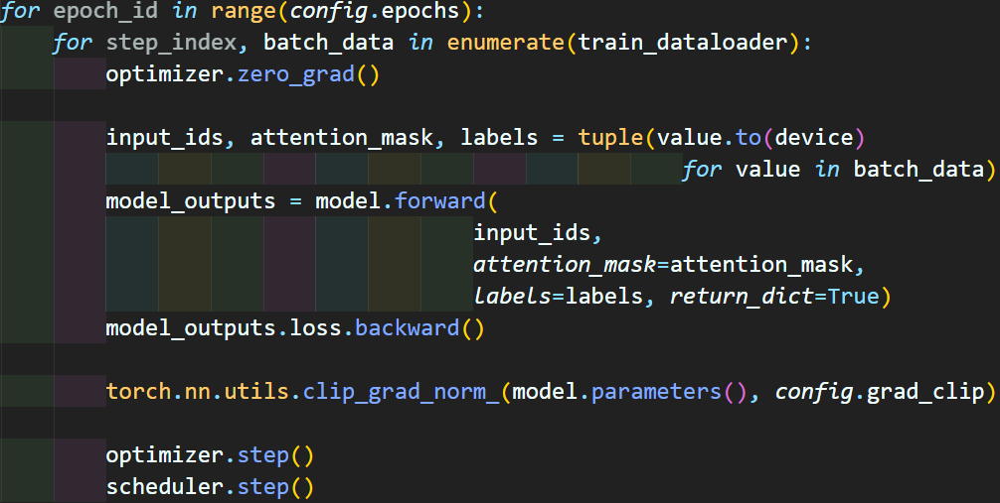 for epoch_id in range(config.epochs):
    for step_index, batch_data in enumerate(train_dataloader):
        optimizer.zero_grad()

        input_ids, attention_mask, labels = tuple(value.to(device)
                                                    for value in batch_data)
        model_outputs = model.forward(
                                    input_ids,
                                    attention_mask=attention_mask,
                                    labels=labels, return_dict=True)
        model_outputs.loss.backward()

        torch.nn.utils.clip_grad_norm_(model.parameters(), config.grad_clip)

        optimizer.step()
        scheduler.step()